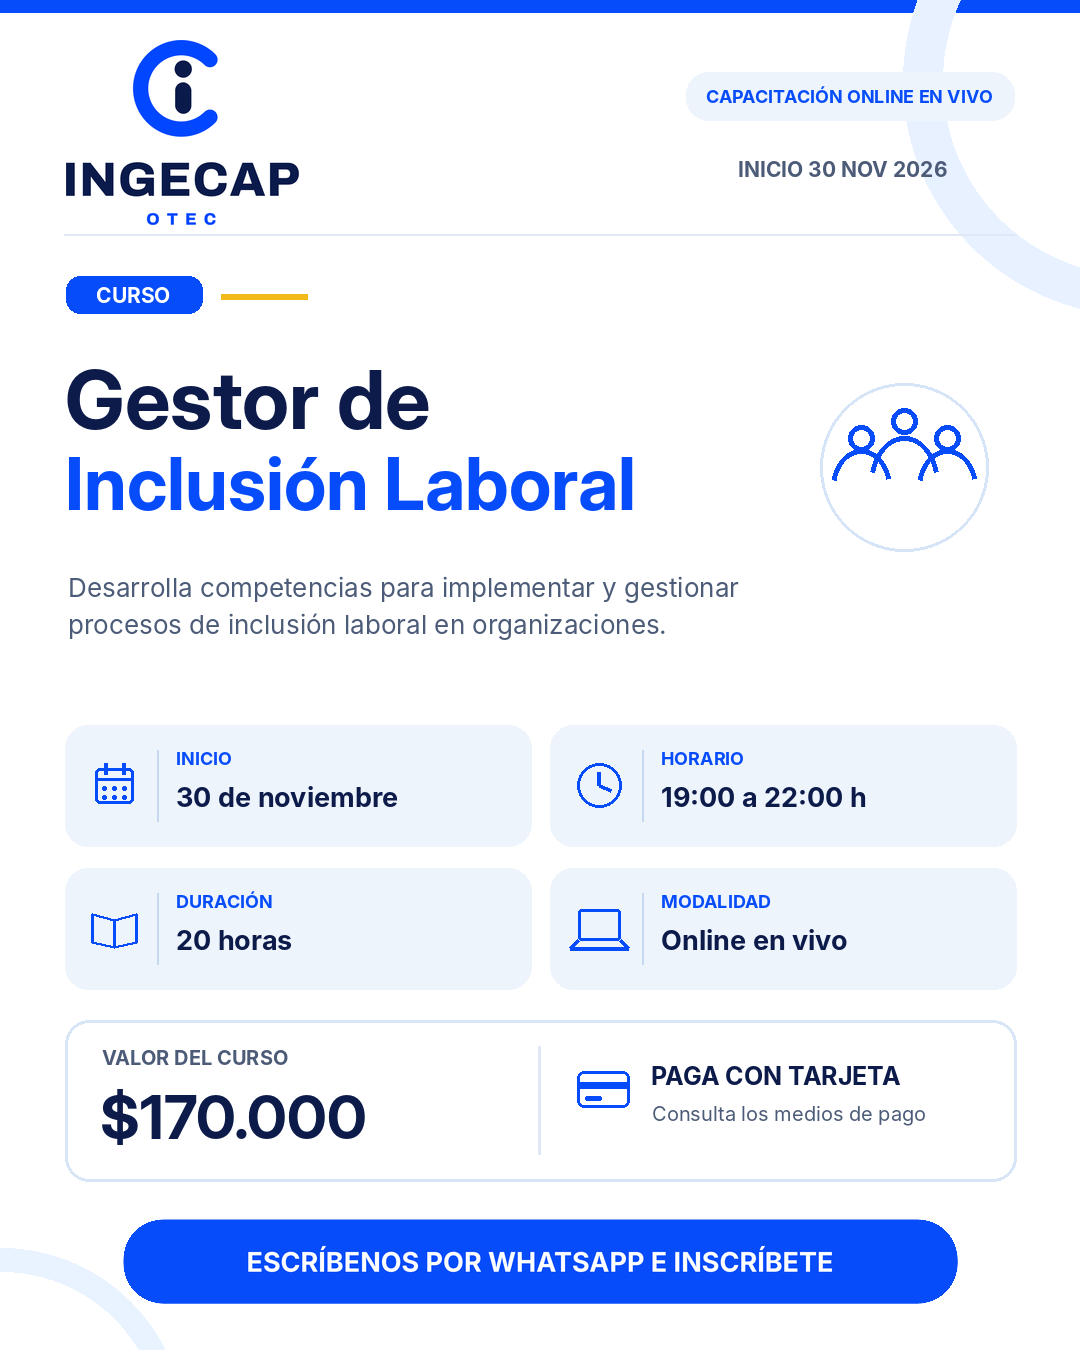 INGECAP
OTEC
CAPACITACIÓN ONLINE EN VIVO
INICIO 30 NOV 2026
CURSO
Gestor de
Inclusión Laboral
Desarrolla competencias para implementar y gestionar
procesos de inclusión laboral en organizaciones.
INICIO
30 de noviembre
HORARIO
19:00 a 22:00 h
DURACIÓN
20 horas
MODALIDAD
Online en vivo
VALOR DEL CURSO
$170.000
PAGA CON TARJETA
Consulta los medios de pago
ESCRÍBENOS POR WHATSAPP E INSCRÍBETE